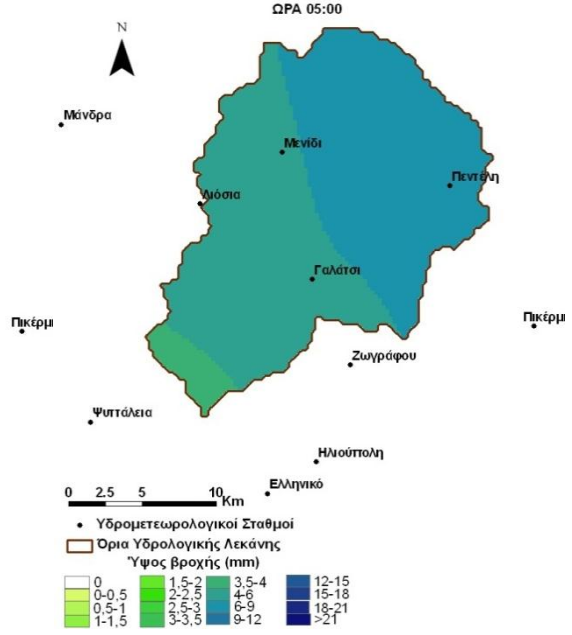 ΩΡΑ 05:00
N
Μάνδρα
Μενίδι
Πεντέλη
Λιόσια
Γαλάτσι
Πικέρμι
Πικέρμι
Ζωγράφου
Ψυττάλεια
Ηλιούπολη
Ελληνικό
0 2.5 5 10
Km
Υδρομετεωρολογικοί Σταθμοί
Όρια Υδρολογικής Λεκάνης
Ύψος βροχής (mm)
0 1,5-2 3,5-4 12-15
0-0,5 2-2,5 4-6 15-18
0,5-1 2,5-3 6-9 18-21
1-1,5 3-3,5 9-12 >21